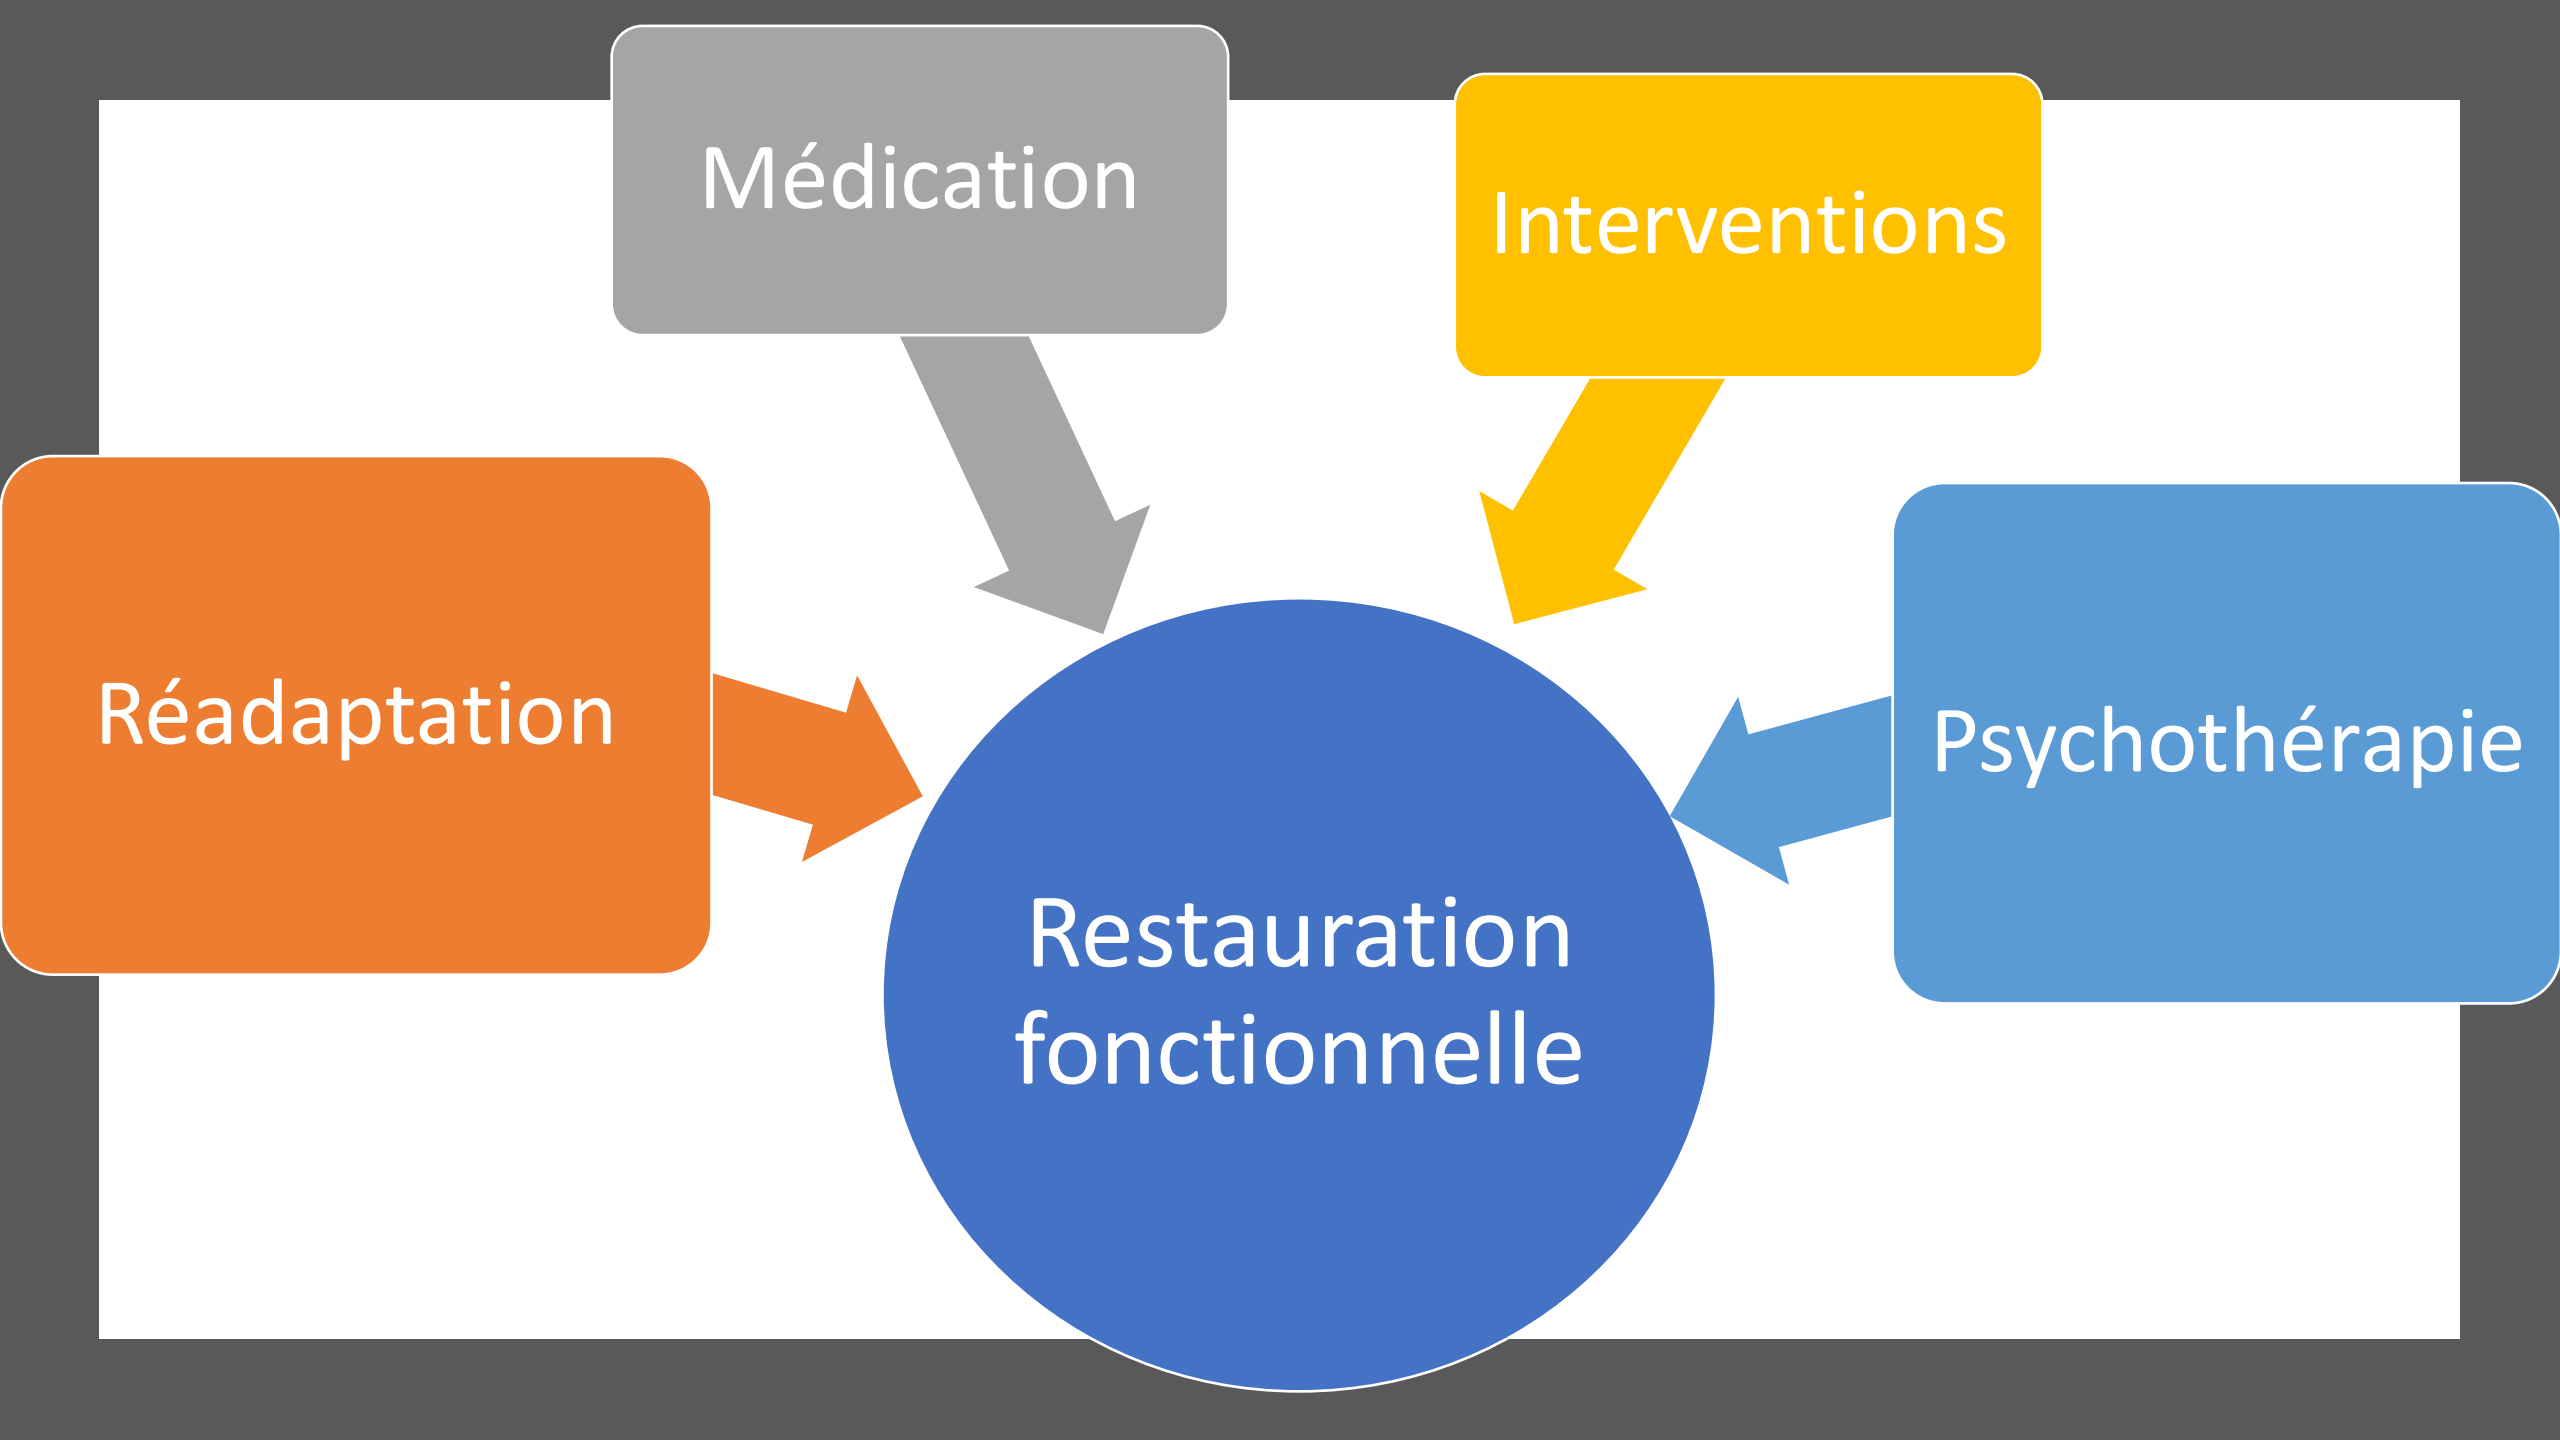 Médication
Interventions
Réadaptation
Psychothérapie
Restauration
fonctionnelle